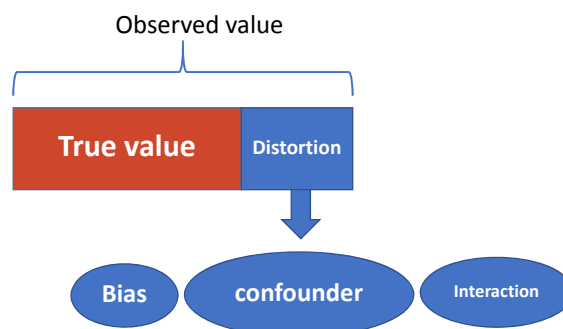 Observed value
True value
Distortion
Bias
confounder
Interaction